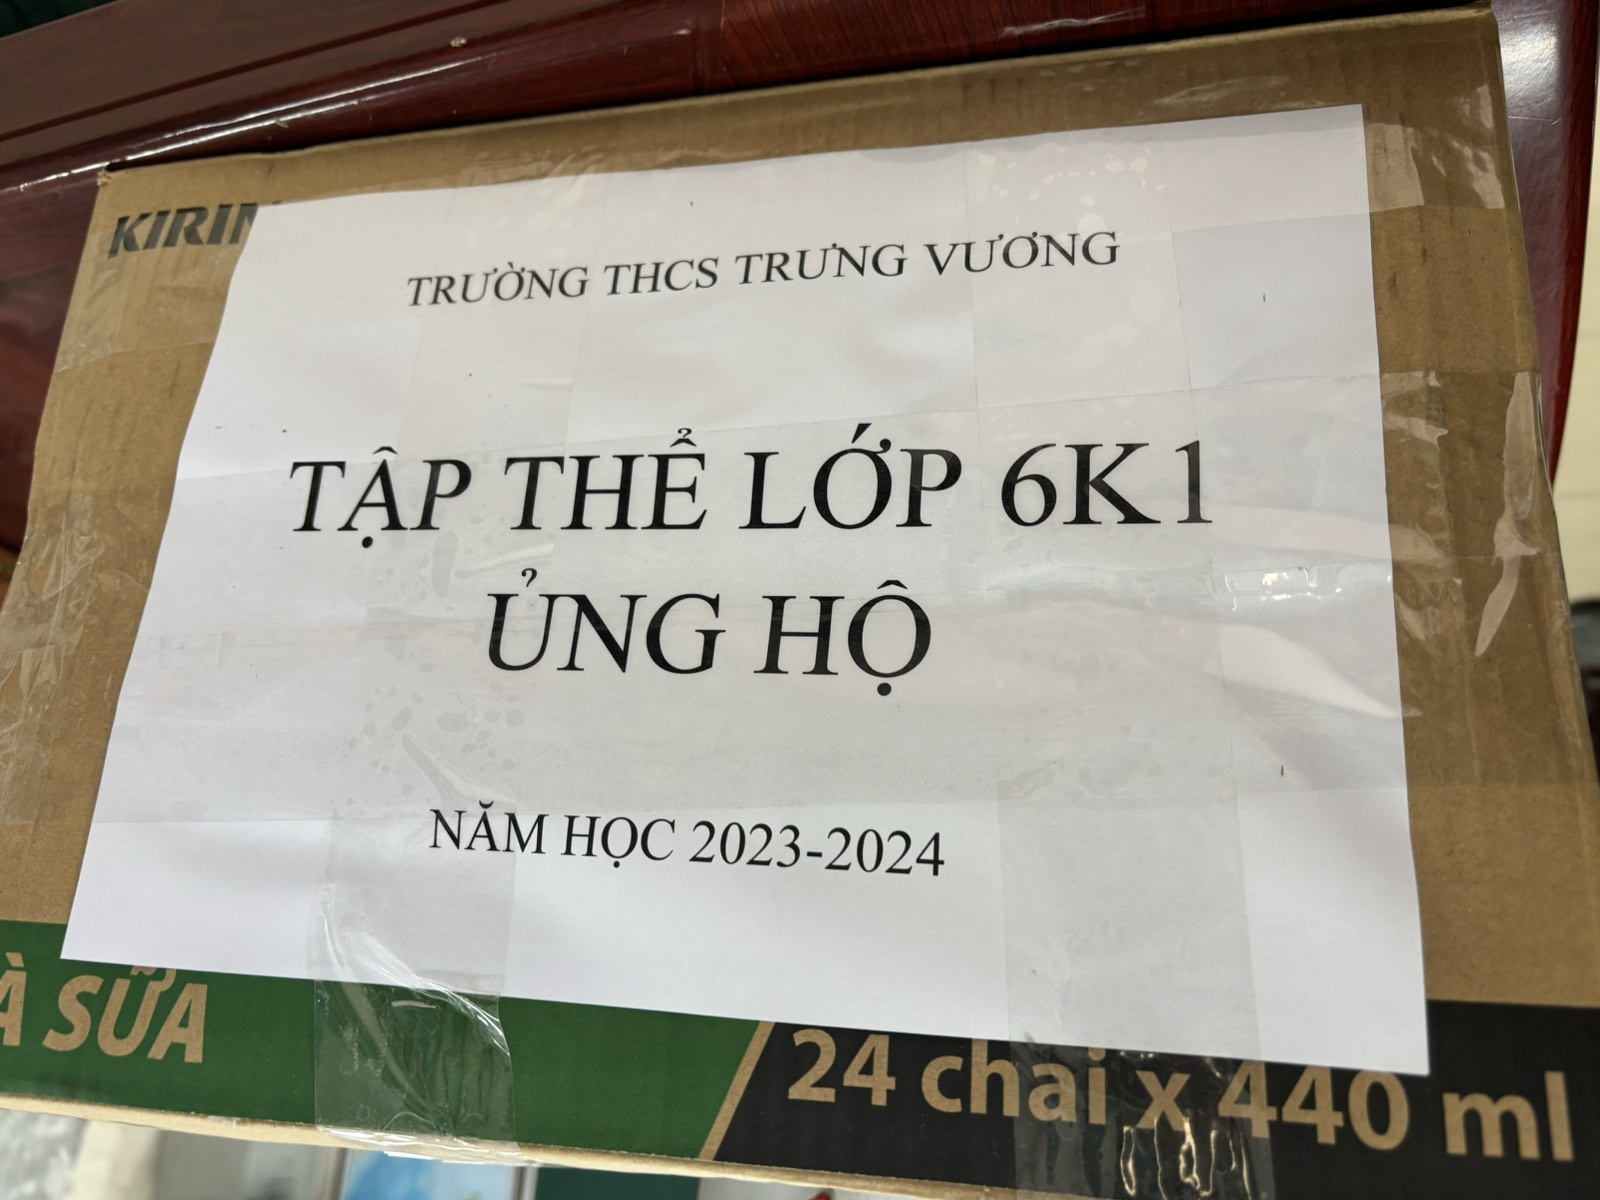 KIRIN
TRƯỜNG THCS TRƯNG VƯƠNG
TẬP THỂ LỚP 6K1
ỦNG HỘ
NĂM HỌC 2023-2024
À SỮA
24 chai x 440 ml